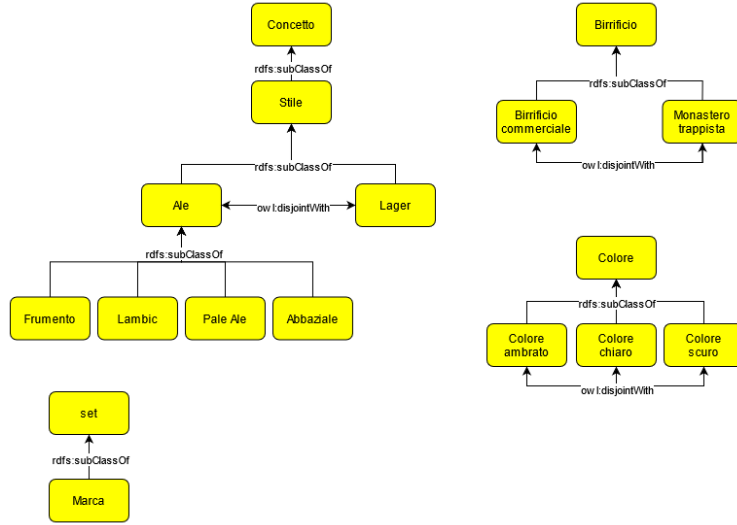 Concetto
rdfs:subClassOf
Stile
rdfs:subClassOf
Ale
owl:disjointWith
Lager
rdfs:subClassOf
Frumento
Lambic
Pale Ale
Abbaziale
set
rdfs:subClassOf
Marca
Birrificio
rdfs:subClassOf
Birrificio
commerciale
Monastero
trappista
owl:disjointWith
Colore
rdfs:subClassOf
Colore
ambrato
Colore
chiaro
Colore
scuro
owl:disjointWith